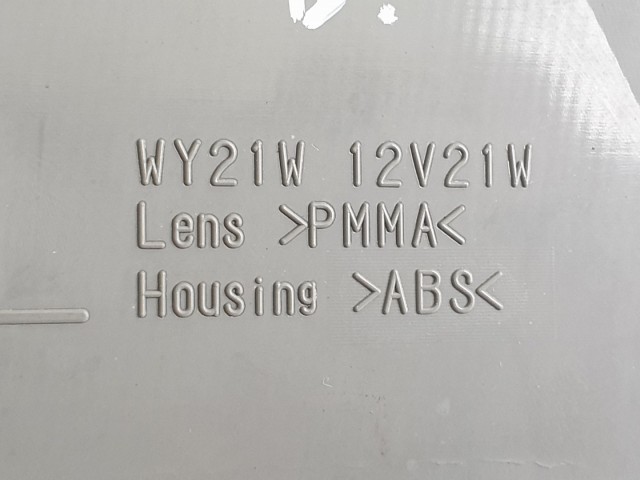 WY21W 12V21W
Lens >PMMA<
Housing >ABS<